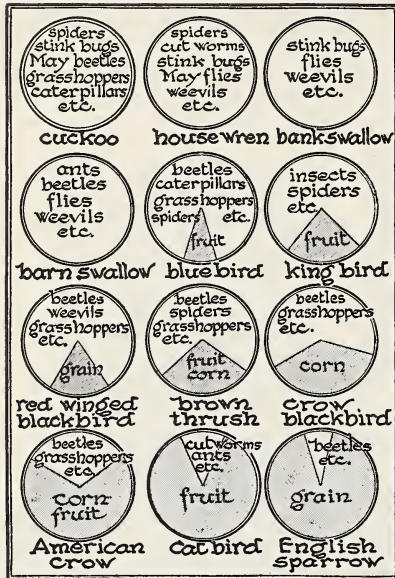 spiders
stink bugs
May beetles
grasshoppers
caterpillars
etc.
cuckoo
spiders
cut worms
stink bugs
May flies
weevils
etc.
house wren
stink bugs
flies
weevils
etc.
bank swallow
ants
beetles
flies
weevils
etc.
barn swallow
beetles
caterpillars
grasshoppers
spiders etc.
fruit
blue bird
insects
spiders
etc.
fruit
king bird
beetles
weevils
grasshoppers
etc.
grain
red winged
blackbird
beetles
spiders
grasshoppers
etc.
fruit
corn
brown
thrush
beetles
grasshoppers
etc.
corn
crow
blackbird
beetles
grasshoppers
etc.
corn
fruit
American
crow
cut worms
ants
etc.
fruit
cat bird
beetles
etc.
grain
English
sparrow